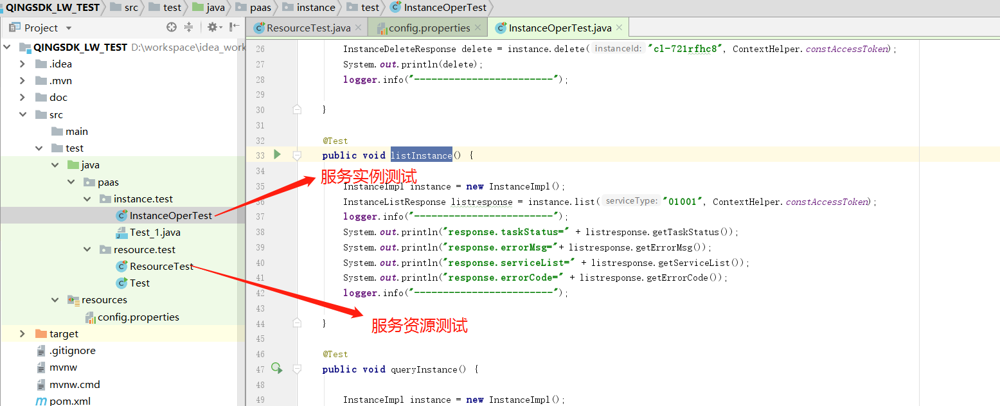 QINGSDK_LW_TEST src test java paas instance test InstanceOperTest
Project
ResourceTest.java config.properties InstanceOperTest.java
QINGSDK_LW_TEST D:\workspace\idea_work
.idea
.mvn
doc
src
main
test
java
paas
instance.test
InstanceOperTest
Test_1.java
resource.test
ResourceTest
Test
resources
config.properties
target
.gitignore
mvnw
mvnw.cmd
pom.xml
26 InstanceDeleteResponse delete = instance.delete( instanceId: "cl-721rfhc8", ContextHelper.constAccessToken);
27 System.out.println(delete);
28 logger.info("------------------------");
29
30 }
31
32 @Test
33 public void listInstance() {
34
服务实例测试
35 InstanceImpl instance = new InstanceImpl();
36 InstanceListResponse listresponse = instance.list( serviceType: "01001", ContextHelper.constAccessToken);
37 logger.info("------------------------");
38 System.out.println("response.taskStatus=" + listresponse.getTaskStatus());
39 System.out.println("response.errorMsg="+ listresponse.getErrorMsg());
40 System.out.println("response.serviceList=" + listresponse.getServiceList());
41 System.out.println("response.errorCode=" + listresponse.getErrorCode());
42 logger.info("------------------------");
43
44 }
服务资源测试
45
46 @Test
47 public void queryInstance() {
48
49 InstanceImpl instance = new InstanceImpl();